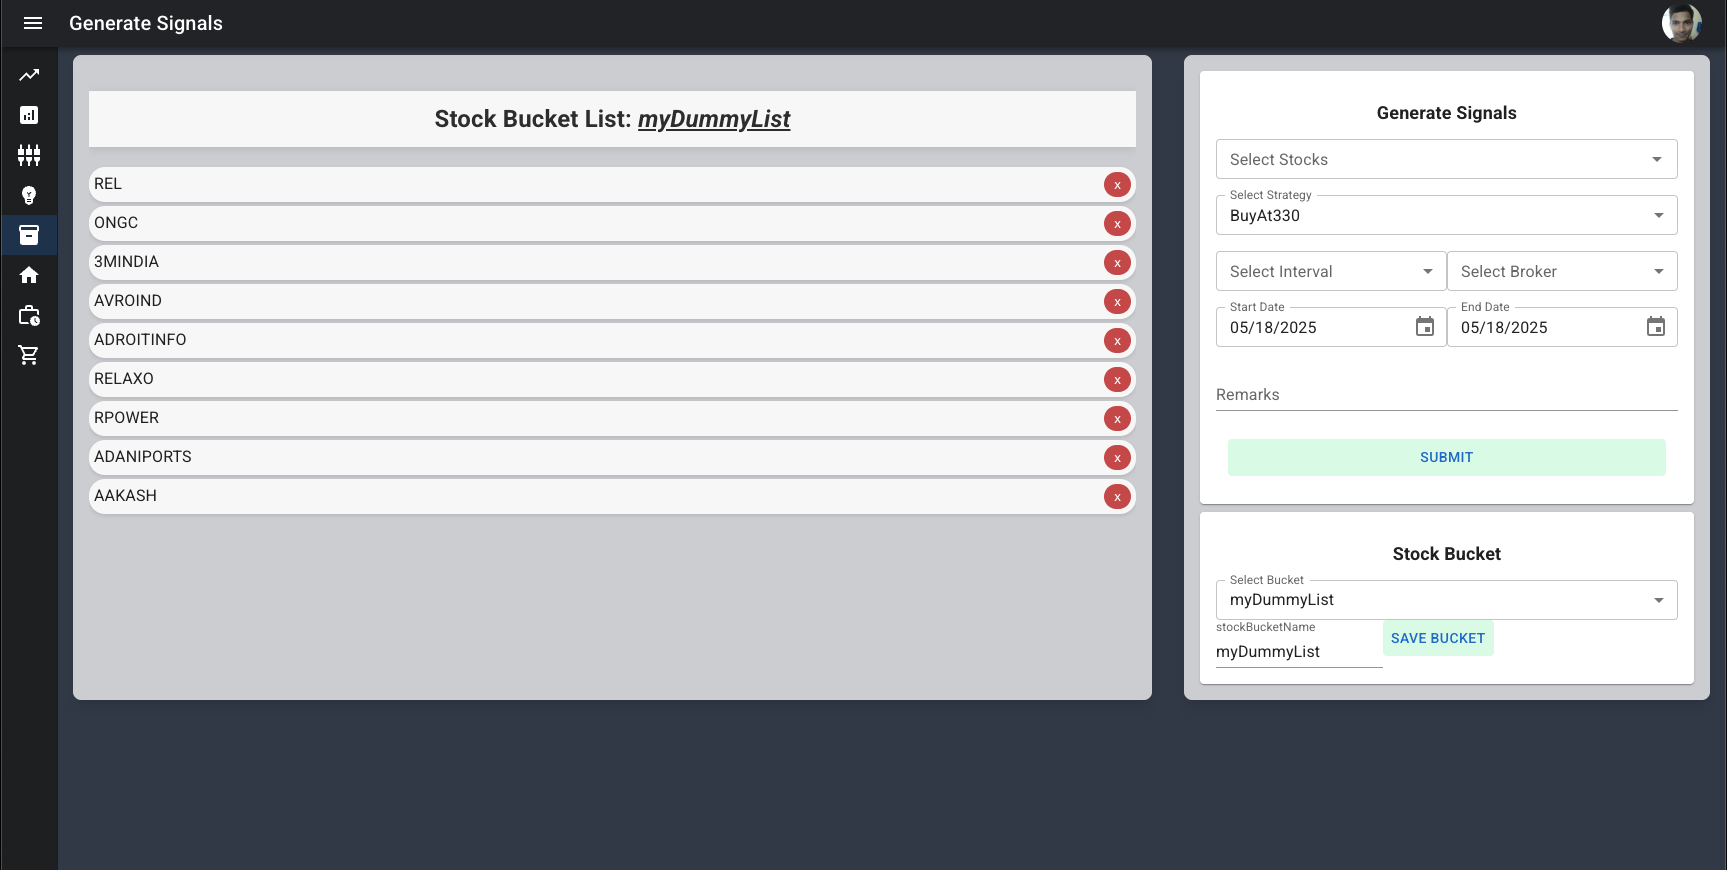 Generate Signals
Stock Bucket List: myDummyList
REL
x
ONGC
x
3MINDIA
x
AVROIND
x
ADROITINFO
x
RELAXO
x
RPOWER
x
ADANIPORTS
x
AAKASH
x
Generate Signals
Select Stocks
Select Strategy
BuyAt330
Select Interval
Select Broker
Start Date
05/18/2025
End Date
05/18/2025
Remarks
SUBMIT
Stock Bucket
Select Bucket
myDummyList
stockBucketName
myDummyList
SAVE BUCKET